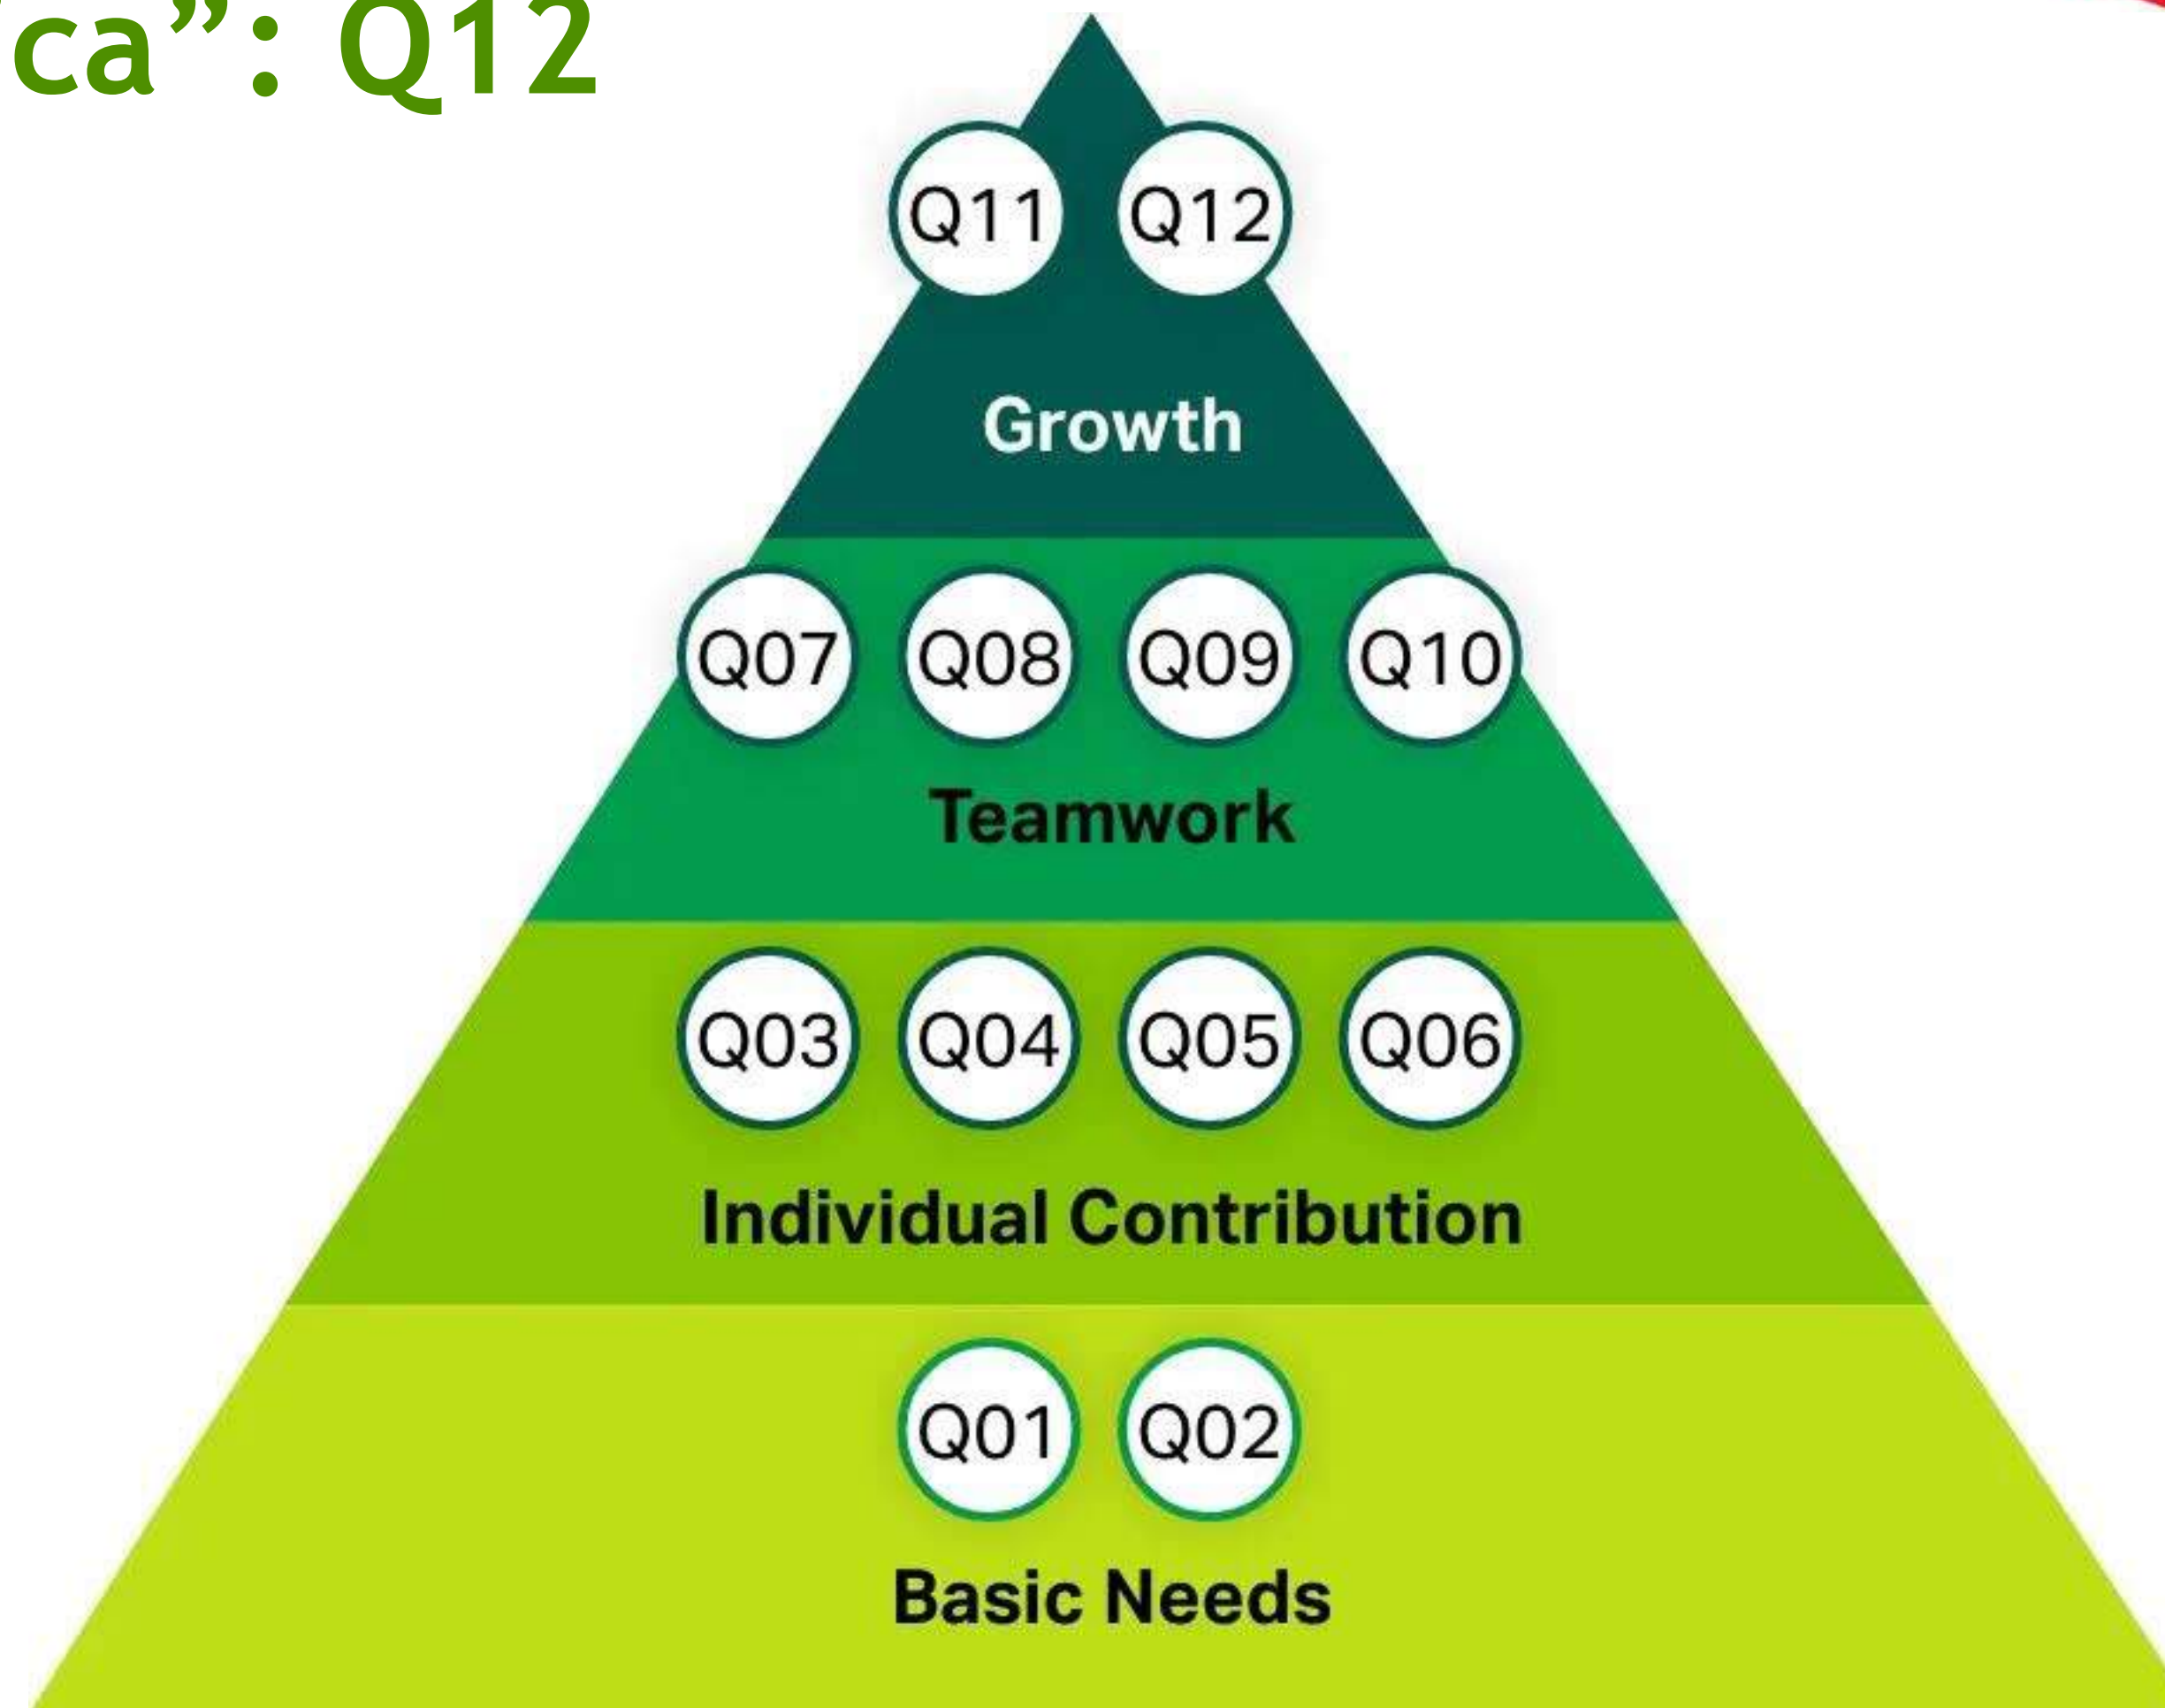 ca”: Q12
Q11 Q12
Growth
Q07 Q08 Q09 Q10
Teamwork
Q03 Q04 Q05 Q06
Individual Contribution
Q01 Q02
Basic Needs